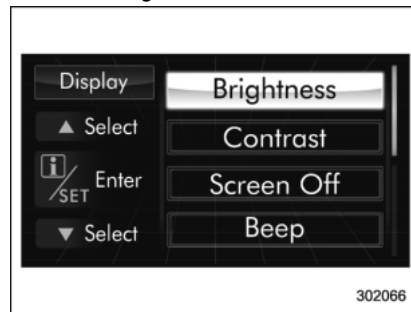 Display
Brightness
▲ Select
Contrast
i/SET Enter
Screen Off
▼ Select
Beep
302066